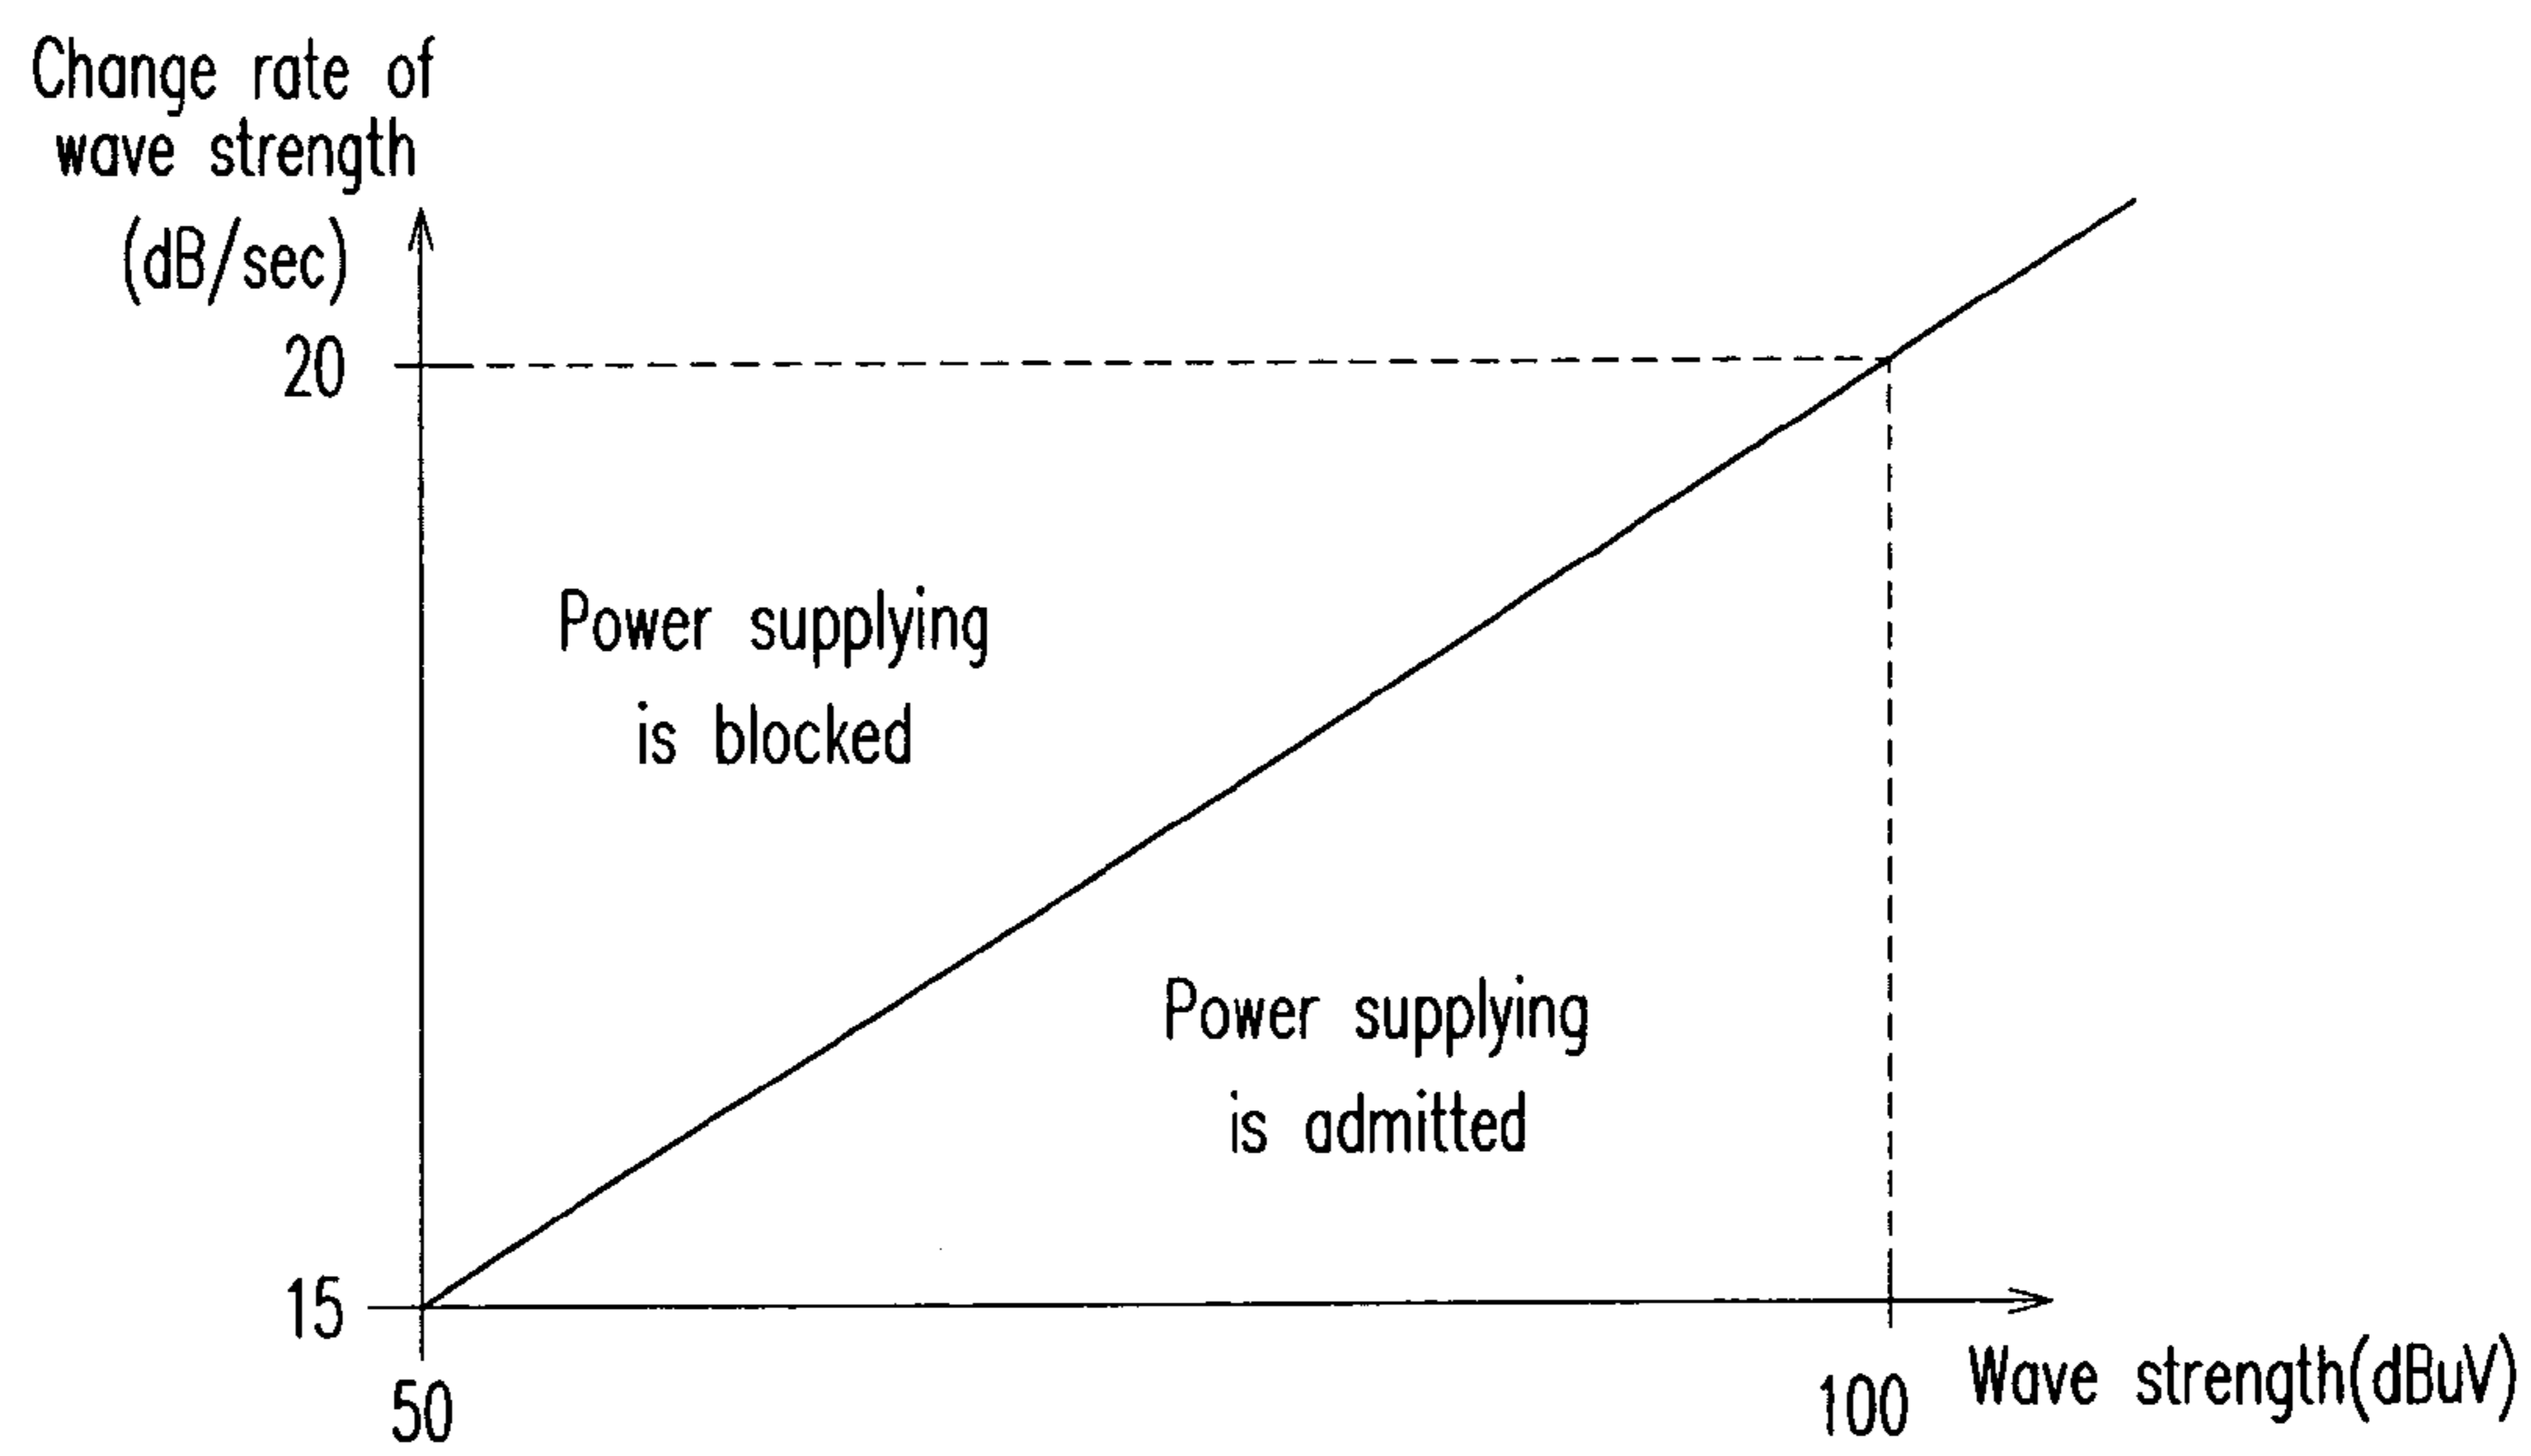 Change rate of
wave strength
(dB/sec)
20
Power supplying
is blocked
Power supplying
is admitted
15
50
100
Wave strength(dBuV)